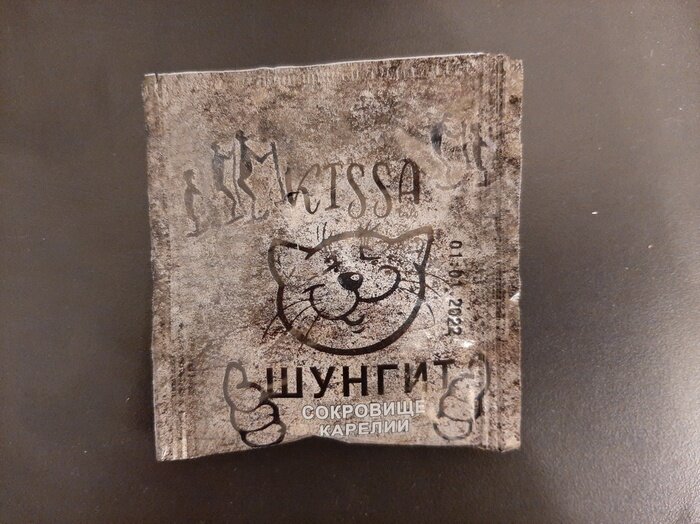 KISSA
01.01.2022
ШУНГИТ
СОКРОВИЩЕ
КАРЕЛИИ